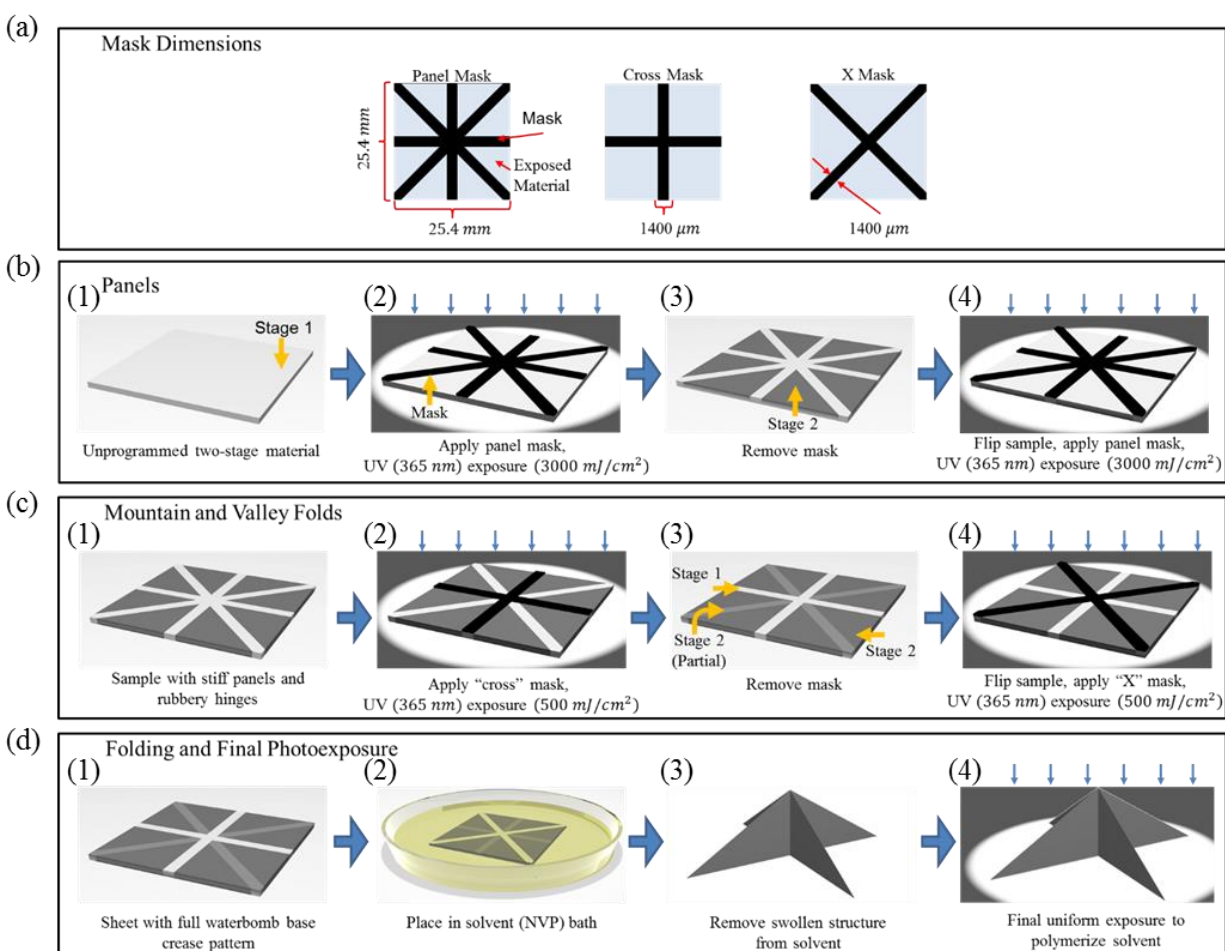 (a)
Mask Dimensions
Panel Mask
Cross Mask
X Mask
25.4 mm
Mask
Exposed
Material
25.4 mm
1400 μm
1400 μm
(b)
Panels
(1)
(2)
(3)
(4)
Stage 1
Mask
Stage 2
Unprogrammed two-stage material
Apply panel mask,
UV (365 nm) exposure (3000 mJ/cm²)
Remove mask
Flip sample, apply panel mask,
UV (365 nm) exposure (3000 mJ/cm²)
(c)
Mountain and Valley Folds
(1)
(2)
(3)
(4)
Stage 1
Stage 2
(Partial)
Stage 2
Sample with stiff panels and
rubbery hinges
Apply “cross” mask,
UV (365 nm) exposure (500 mJ/cm²)
Remove mask
Flip sample, apply “X” mask,
UV (365 nm) exposure (500 mJ/cm²)
(d)
Folding and Final Photoexposure
(1)
(2)
(3)
(4)
Sheet with full waterbomb base
crease pattern
Place in solvent (NVP) bath
Remove swollen structure
from solvent
Final uniform exposure to
polymerize solvent